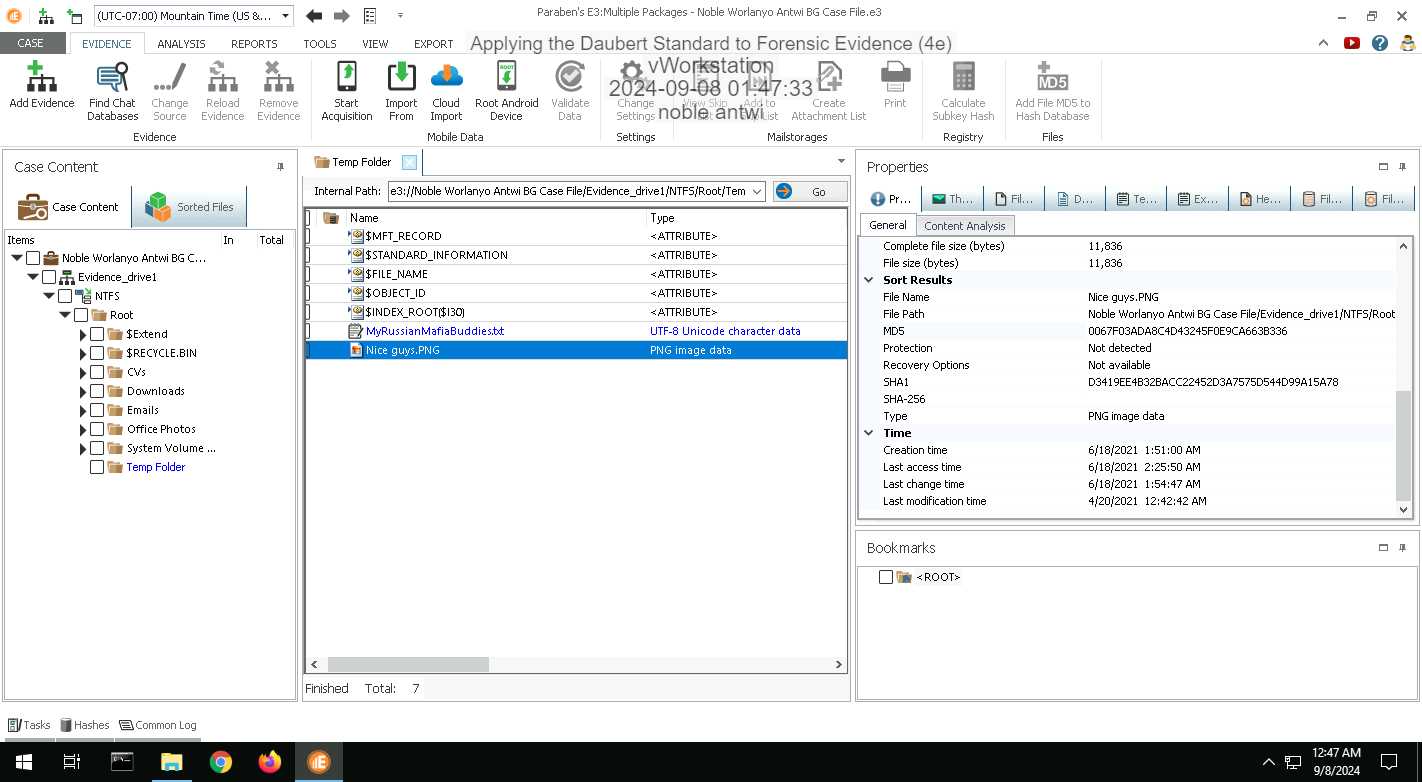 (UTC-07:00) Mountain Time (US &...
Paraben's E3:Multiple Packages - Noble Worlanyo Antwi BG Case File.e3
CASE EVIDENCE ANALYSIS REPORTS TOOLS VIEW EXPORT
Applying the Daubert Standard to Forensic Evidence (4e)
vWorkstation
2024-09-08 01:47:33
noble antwi
Add Evidence
Find Chat Databases
Change Source
Reload Evidence
Remove Evidence
Evidence
Start Acquisition
Import From
Cloud Import
Root Android Device
Validate Data
Mobile Data
Change Settings
Settings
View Skip List
Add to Skip List
Create Attachment List
Print
Mailstorages
Calculate Subkey Hash
Registry
MD5
Add File MD5 to Hash Database
Files
Case Content
Case Content Sorted Files
Items In Total
Noble Worlanyo Antwi BG C...
Evidence_drive1
NTFS
Root
$Extend
$RECYCLE.BIN
CVs
Downloads
Emails
Office Photos
System Volume ...
Temp Folder
Temp Folder
Internal Path: e3://Noble Worlanyo Antwi BG Case File/Evidence_drive1/NTFS/Root/Tem Go
Name Type
$MFT_RECORD <ATTRIBUTE>
$STANDARD_INFORMATION <ATTRIBUTE>
$FILE_NAME <ATTRIBUTE>
$OBJECT_ID <ATTRIBUTE>
$INDEX_ROOT($I30) <ATTRIBUTE>
MyRussianMafiaBuddies.txt UTF-8 Unicode character data
Nice guys.PNG PNG image data
Finished Total: 7
Properties
Pr... Th... Fil... D... Te... Ex... He... Fil... Fil...
General Content Analysis
Complete file size (bytes) 11,836
File size (bytes) 11,836
Sort Results
File Name Nice guys.PNG
File Path Noble Worlanyo Antwi BG Case File/Evidence_drive1/NTFS/Root
MD5 0067F03ADA8C4D43245F0E9CA663B336
Protection Not detected
Recovery Options Not available
SHA1 D3419EE4B32BACC22452D3A7575D544D99A15A78
SHA-256
Type PNG image data
Time
Creation time 6/18/2021 1:51:00 AM
Last access time 6/18/2021 2:25:50 AM
Last change time 6/18/2021 1:54:47 AM
Last modification time 4/20/2021 12:42:42 AM
Bookmarks
<ROOT>
Tasks Hashes Common Log
12:47 AM
9/8/2024